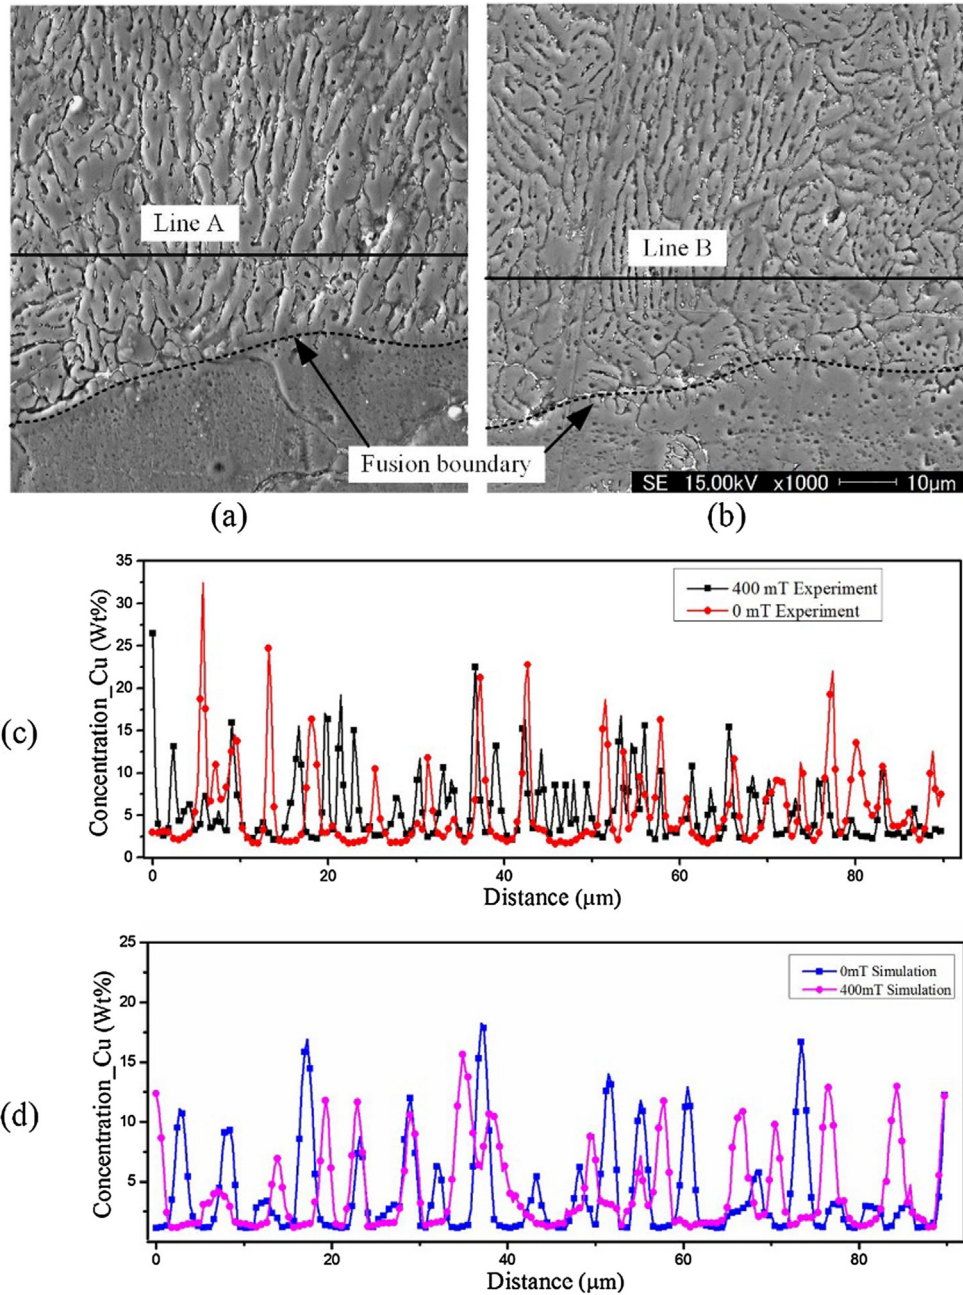 Line A
Line B
Fusion boundary
SE 15.00kV x1000 10μm
(a)
(b)
(c)
Concentration_Cu (Wt%)
35
30
25
20
15
10
5
0
400 mT Experiment
0 mT Experiment
0 20 40 60 80
Distance (μm)
(d)
Concentration_Cu (Wt%)
25
20
15
10
5
0mT Simulation
400mT Simulation
0 20 40 60 80
Distance (μm)